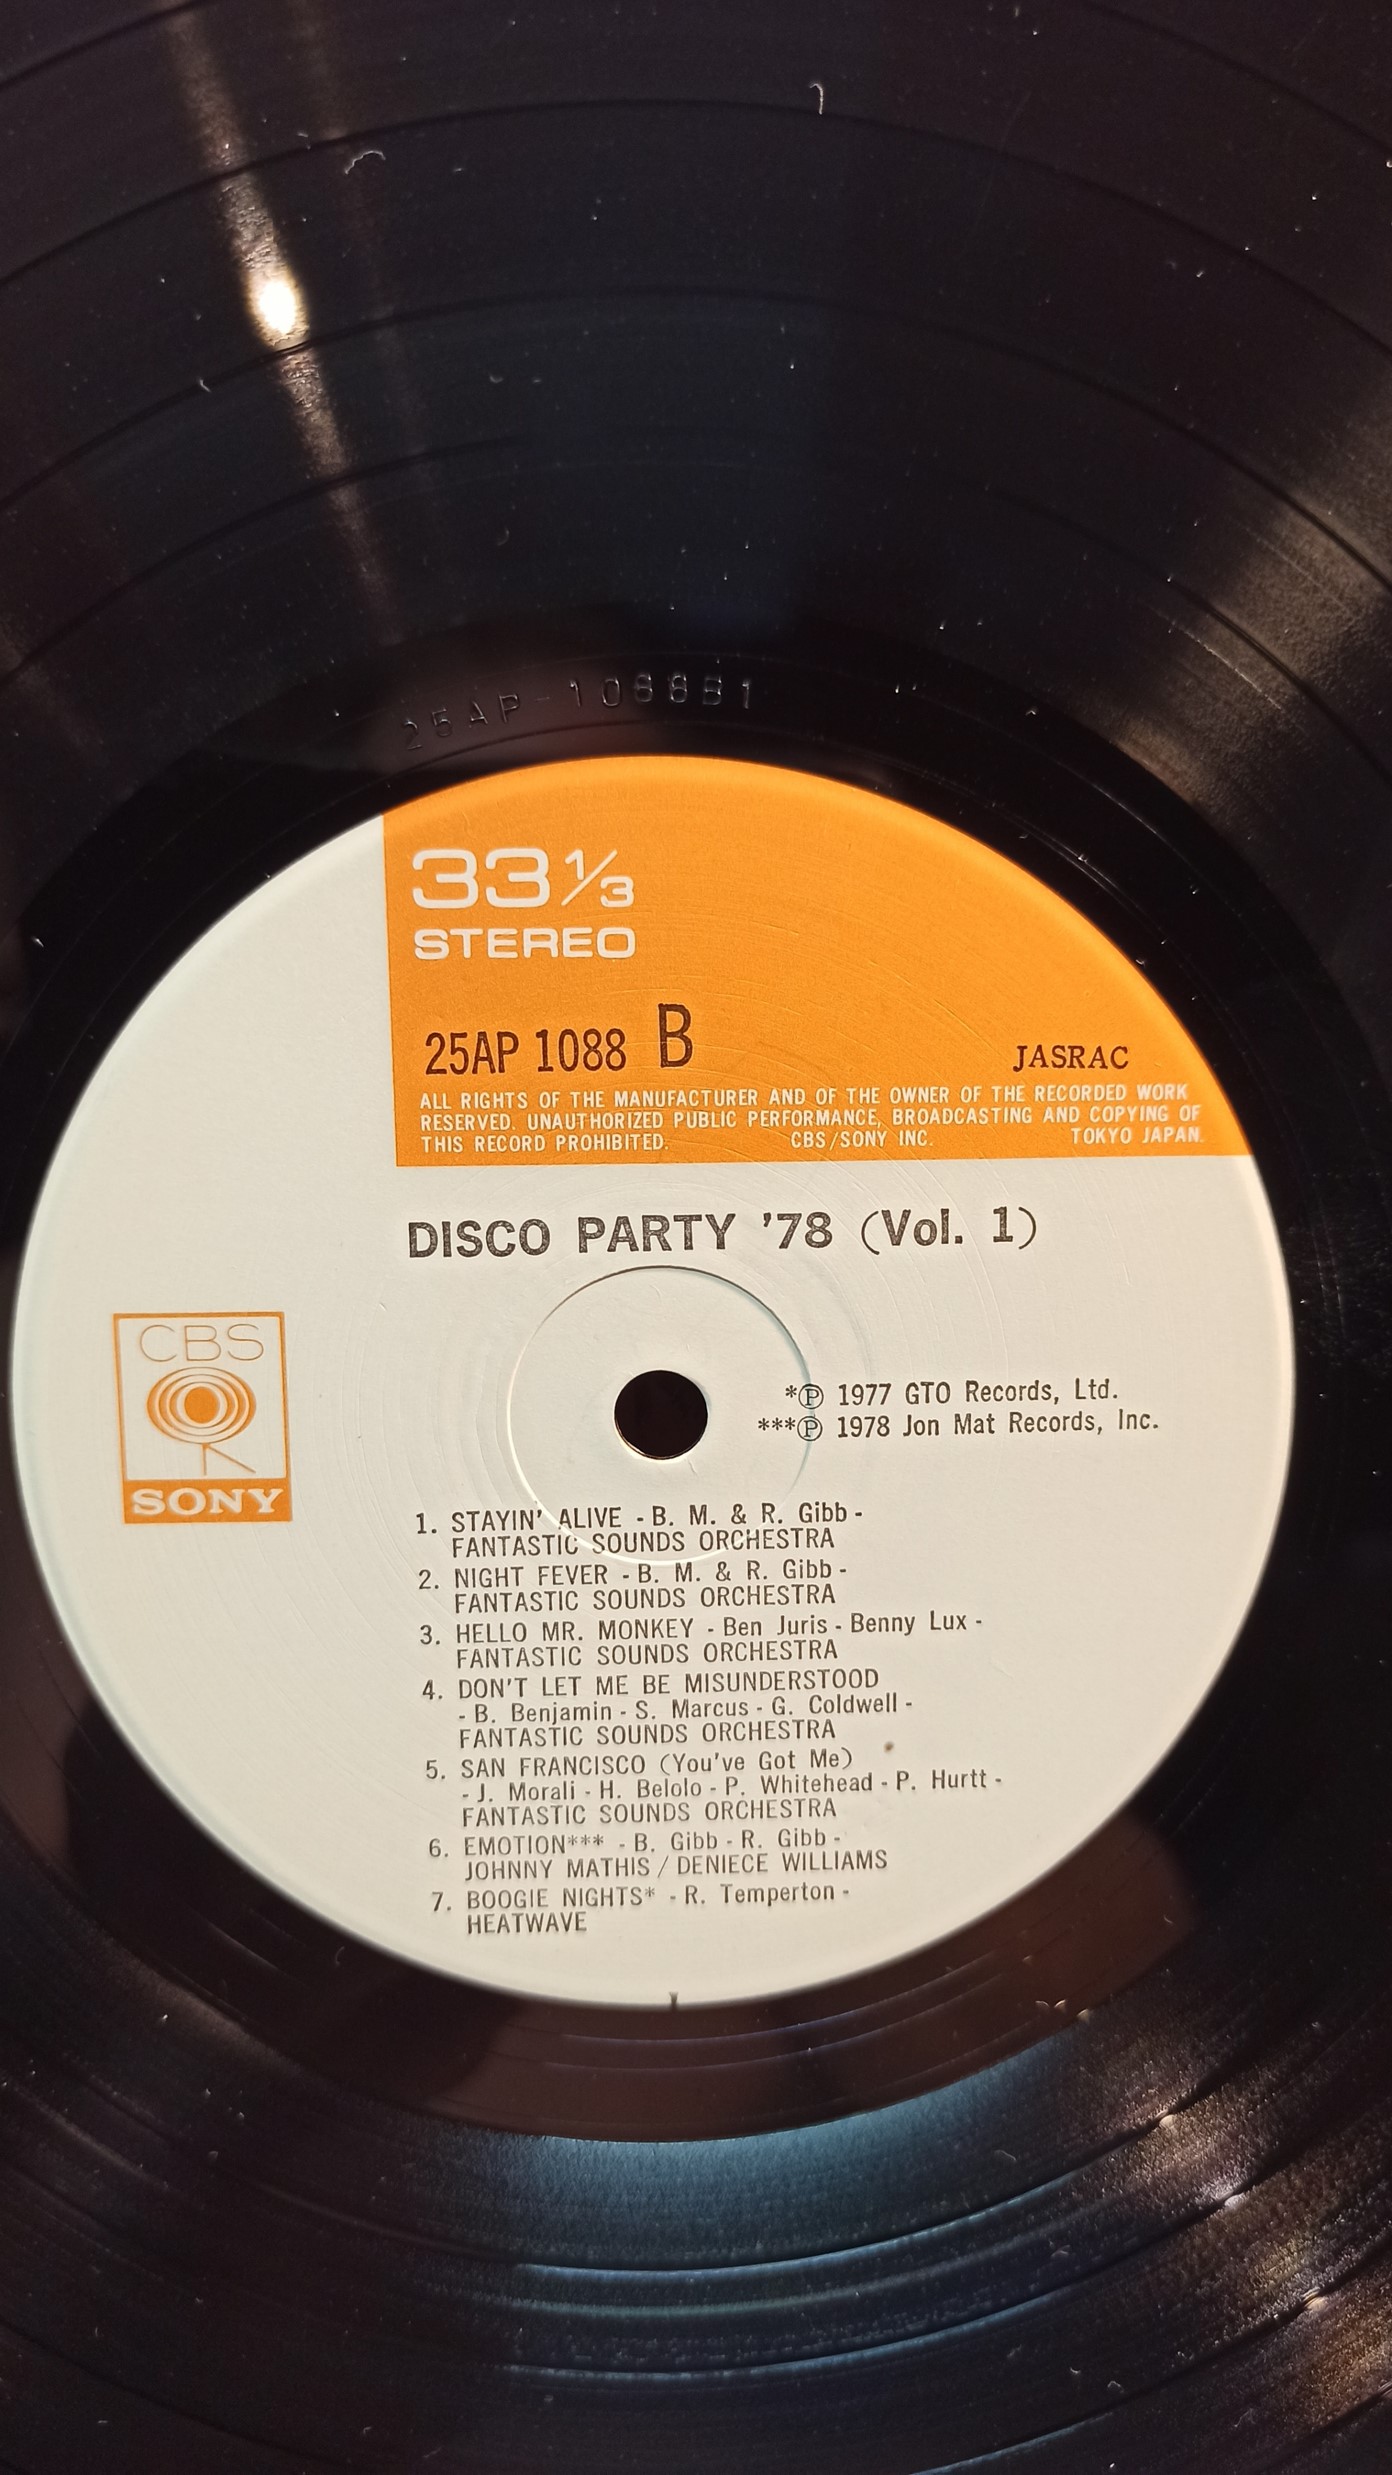 25AP-1088B1
33 1/3
STEREO
25AP 1088 B
JASRAC
ALL RIGHTS OF THE MANUFACTURER AND OF THE OWNER OF THE RECORDED WORK
RESERVED. UNAUTHORIZED PUBLIC PERFORMANCE, BROADCASTING AND COPYING OF
THIS RECORD PROHIBITED. CBS/SONY INC. TOKYO JAPAN.
DISCO PARTY '78 (Vol. 1)
CBS
SONY
*Ⓟ 1977 GTO Records, Ltd.
***Ⓟ 1978 Jon Mat Records, Inc.
1. STAYIN' ALIVE - B. M. & R. Gibb -
FANTASTIC SOUNDS ORCHESTRA
2. NIGHT FEVER - B. M. & R. Gibb -
FANTASTIC SOUNDS ORCHESTRA
3. HELLO MR. MONKEY - Ben Juris - Benny Lux -
FANTASTIC SOUNDS ORCHESTRA
4. DON'T LET ME BE MISUNDERSTOOD
- B. Benjamin - S. Marcus - G. Coldwell -
FANTASTIC SOUNDS ORCHESTRA
5. SAN FRANCISCO (You've Got Me)
- J. Morali - H. Belolo - P. Whitehead - P. Hurtt -
FANTASTIC SOUNDS ORCHESTRA
6. EMOTION*** - B. Gibb - R. Gibb -
JOHNNY MATHIS / DENIECE WILLIAMS
7. BOOGIE NIGHTS* - R. Temperton -
HEATWAVE